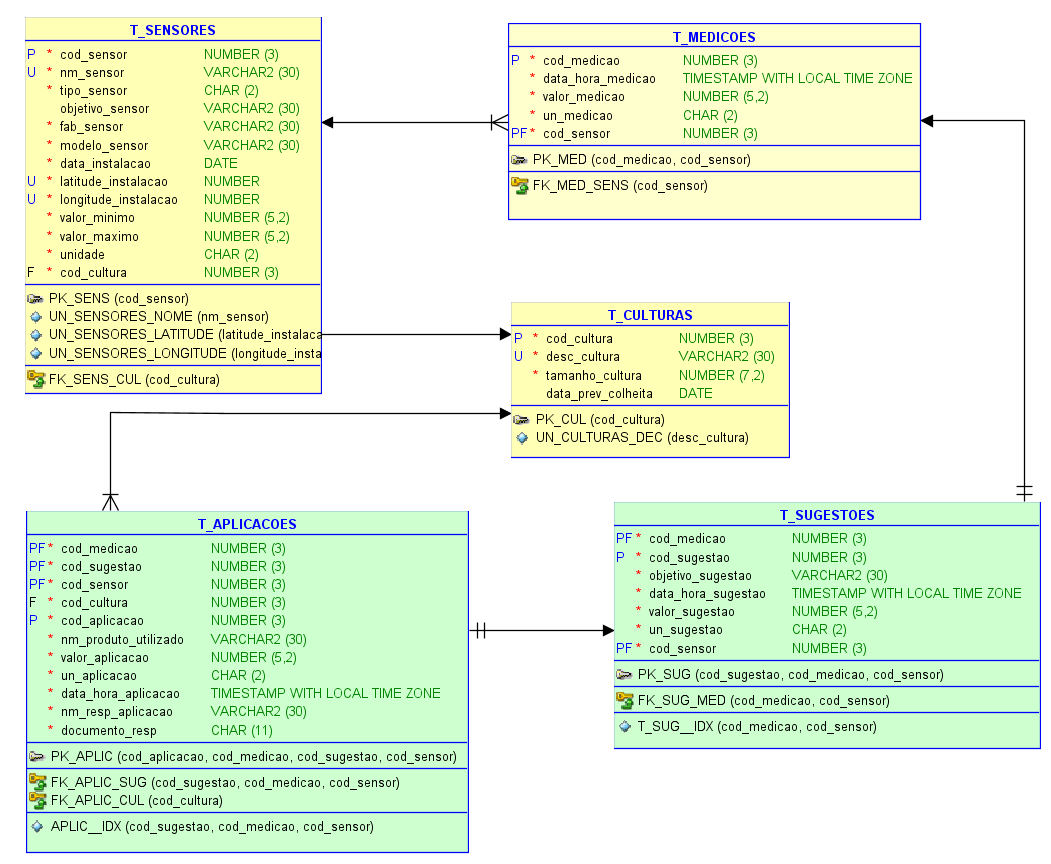 T_SENSORES
P * cod_sensor NUMBER (3)
U * nm_sensor VARCHAR2 (30)
* tipo_sensor CHAR (2)
objetivo_sensor VARCHAR2 (30)
* fab_sensor VARCHAR2 (30)
* modelo_sensor VARCHAR2 (30)
* data_instalacao DATE
U * latitude_instalacao NUMBER
U * longitude_instalacao NUMBER
* valor_minimo NUMBER (5,2)
* valor_maximo NUMBER (5,2)
* unidade CHAR (2)
F * cod_cultura NUMBER (3)
PK_SENS (cod_sensor)
UN_SENSORES_NOME (nm_sensor)
UN_SENSORES_LATITUDE (latitude_instalaca
UN_SENSORES_LONGITUDE (longitude_insta
FK_SENS_CUL (cod_cultura)
T_MEDICOES
P * cod_medicao NUMBER (3)
* data_hora_medicao TIMESTAMP WITH LOCAL TIME ZONE
* valor_medicao NUMBER (5,2)
* un_medicao CHAR (2)
PF * cod_sensor NUMBER (3)
PK_MED (cod_medicao, cod_sensor)
FK_MED_SENS (cod_sensor)
T_CULTURAS
P * cod_cultura NUMBER (3)
U * desc_cultura VARCHAR2 (30)
* tamanho_cultura NUMBER (7,2)
data_prev_colheita DATE
PK_CUL (cod_cultura)
UN_CULTURAS_DEC (desc_cultura)
T_APLICACOES
PF * cod_medicao NUMBER (3)
PF * cod_sugestao NUMBER (3)
PF * cod_sensor NUMBER (3)
F * cod_cultura NUMBER (3)
P * cod_aplicacao NUMBER (3)
* nm_produto_utilizado VARCHAR2 (30)
* valor_aplicacao NUMBER (5,2)
* un_aplicacao CHAR (2)
* data_hora_aplicacao TIMESTAMP WITH LOCAL TIME ZONE
* nm_resp_aplicacao VARCHAR2 (30)
* documento_resp CHAR (11)
PK_APLIC (cod_aplicacao, cod_medicao, cod_sugestao, cod_sensor)
FK_APLIC_SUG (cod_sugestao, cod_medicao, cod_sensor)
FK_APLIC_CUL (cod_cultura)
APLIC__IDX (cod_sugestao, cod_medicao, cod_sensor)
T_SUGESTOES
PF * cod_medicao NUMBER (3)
P * cod_sugestao NUMBER (3)
* objetivo_sugestao VARCHAR2 (30)
* data_hora_sugestao TIMESTAMP WITH LOCAL TIME ZONE
* valor_sugestao NUMBER (5,2)
* un_sugestao CHAR (2)
PF * cod_sensor NUMBER (3)
PK_SUG (cod_sugestao, cod_medicao, cod_sensor)
FK_SUG_MED (cod_medicao, cod_sensor)
T_SUG__IDX (cod_medicao, cod_sensor)